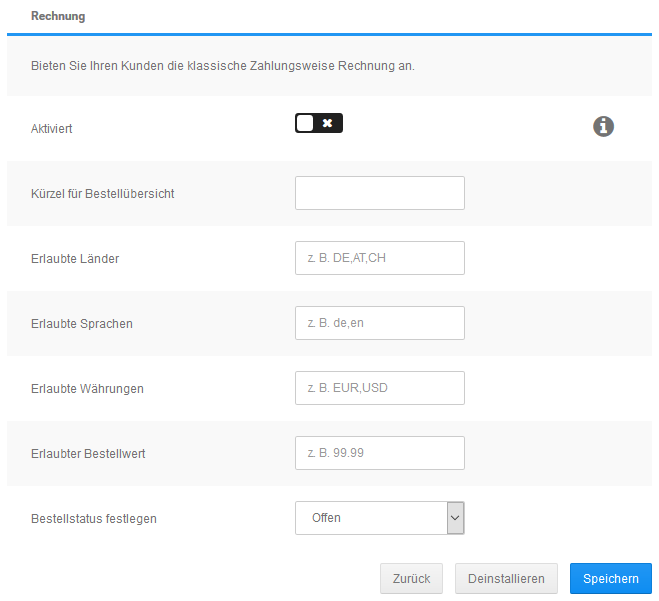 Rechnung
Bieten Sie Ihren Kunden die klassische Zahlungsweise Rechnung an.
Aktiviert
Kürzel für Bestellübersicht
Erlaubte Länder
z. B. DE,AT,CH
Erlaubte Sprachen
z. B. de,en
Erlaubte Währungen
z. B. EUR,USD
Erlaubter Bestellwert
z. B. 99.99
Bestellstatus festlegen
Offen
Zurück
Deinstallieren
Speichern